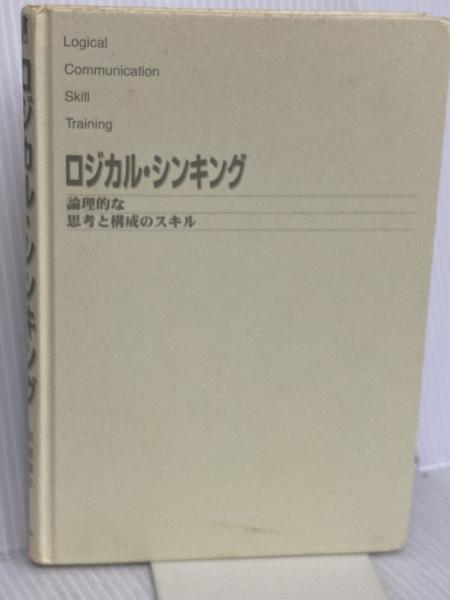 Logical
Communication
Skill
Training
ロジカル・シンキング
論理的な
思考と構成のスキル
ロジカル・シンキング